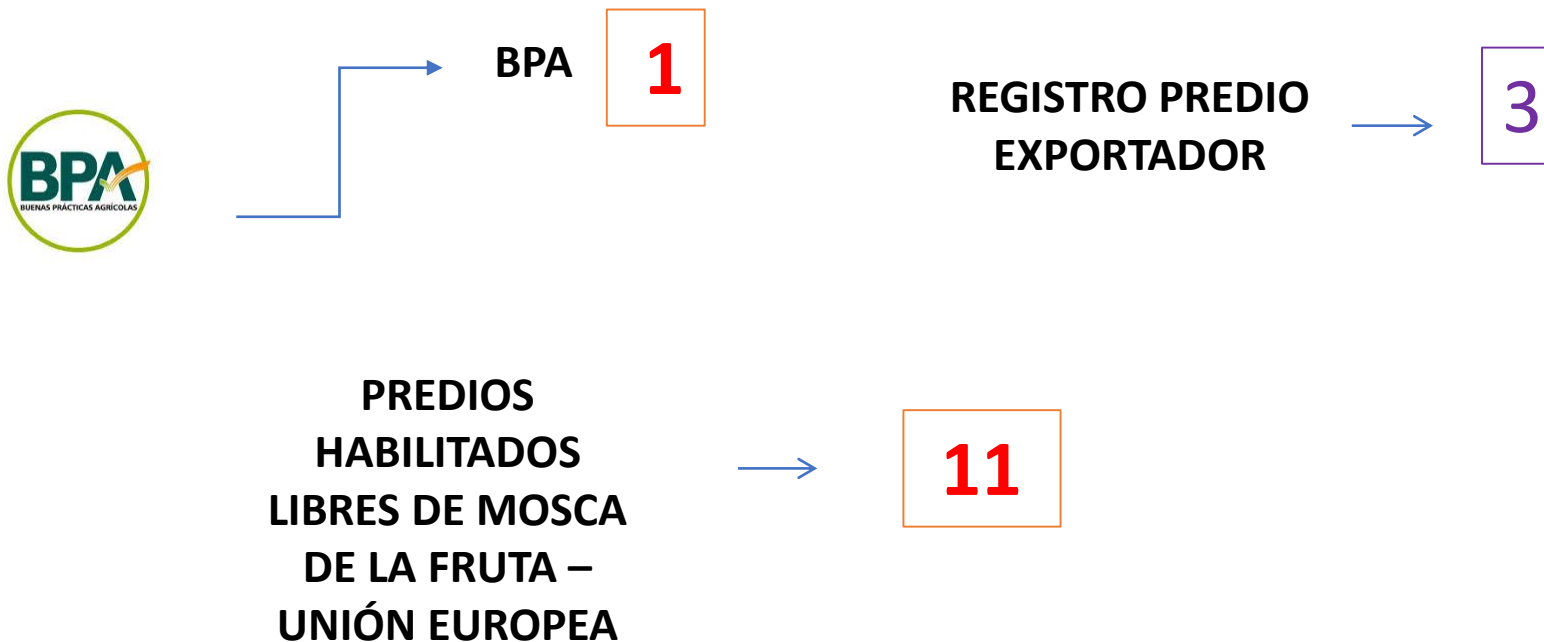 BPA
BUENAS PRÁCTICAS AGRÍCOLAS
BPA
1
REGISTRO PREDIO
EXPORTADOR
3
PREDIOS
HABILITADOS
LIBRES DE MOSCA
DE LA FRUTA –
UNIÓN EUROPEA
11